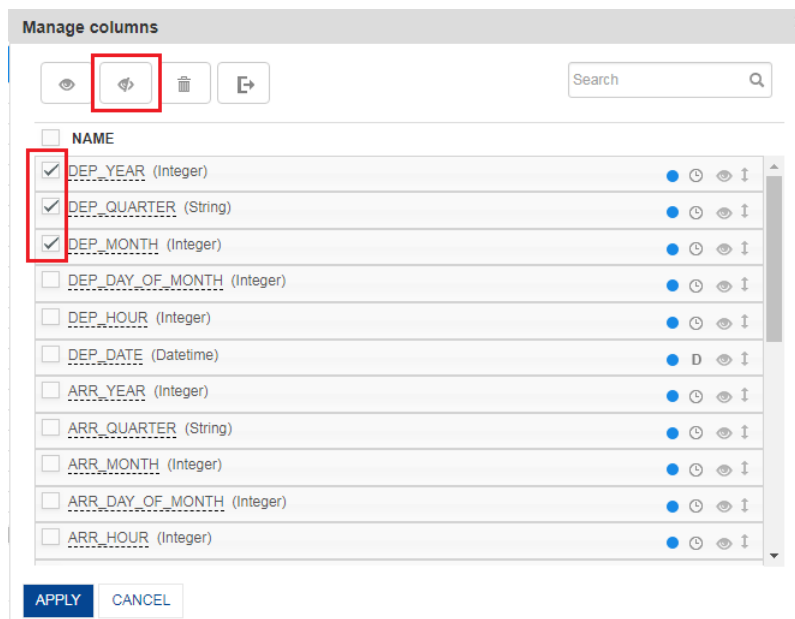 Manage columns
Search
NAME
DEP_YEAR (Integer)
DEP_QUARTER (String)
DEP_MONTH (Integer)
DEP_DAY_OF_MONTH (Integer)
DEP_HOUR (Integer)
DEP_DATE (Datetime)
D
ARR_YEAR (Integer)
ARR_QUARTER (String)
ARR_MONTH (Integer)
ARR_DAY_OF_MONTH (Integer)
ARR_HOUR (Integer)
APPLY CANCEL